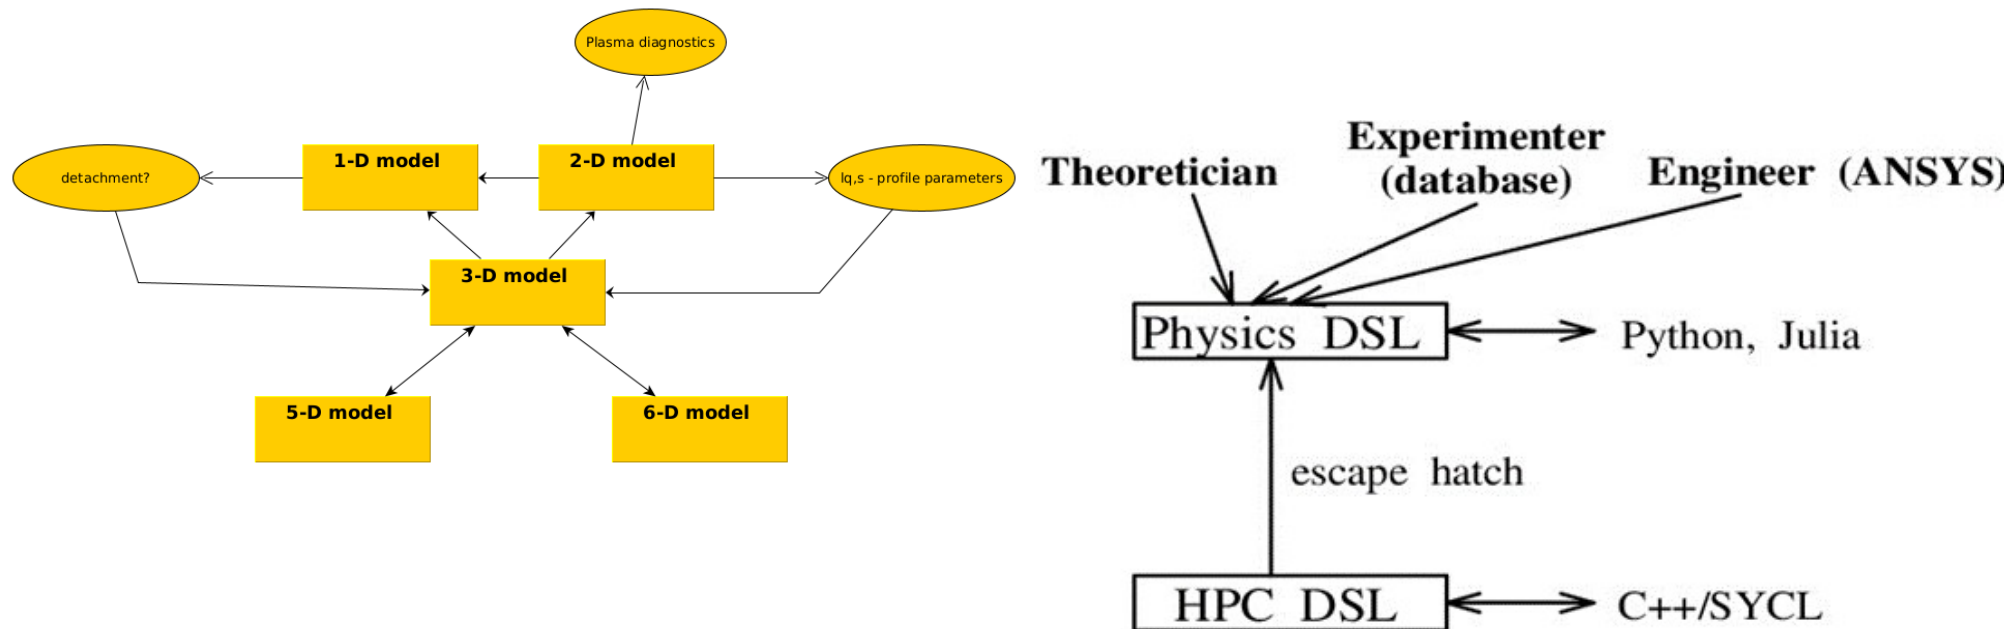 Plasma diagnostics
1-D model
2-D model
detachment?
lq,s - profile parameters
3-D model
5-D model
6-D model
Experimenter
Theoretician
(database)
Engineer (ANSYS)
Physics DSL
Python, Julia
escape hatch
HPC DSL
C++/SYCL